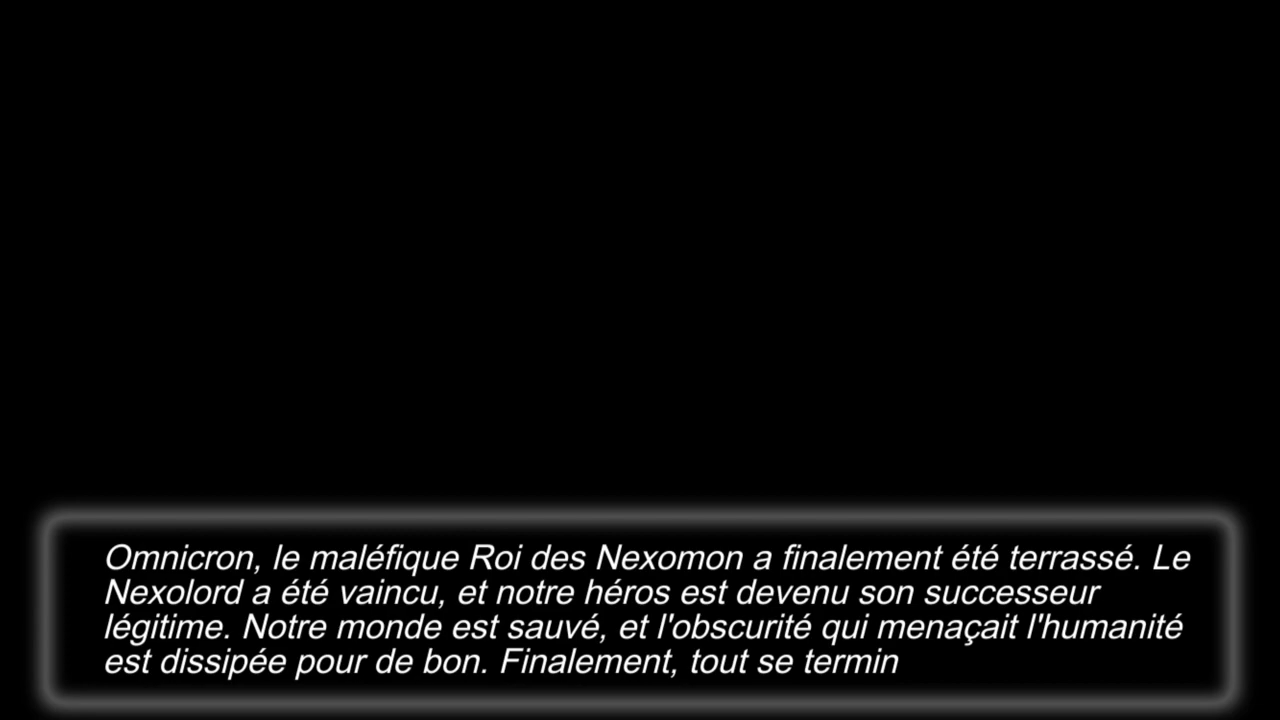 Omnicron, le maléfique Roi des Nexomon a finalement été terrassé. Le
Nexolord a été vaincu, et notre héros est devenu son successeur
légitime. Notre monde est sauvé, et l'obscurité qui menaçait l'humanité
est dissipée pour de bon. Finalement, tout se termin